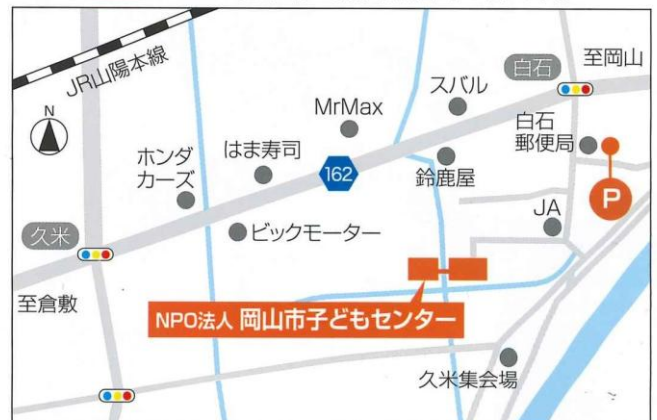 JR山陽本線
N
MrMax
スバル
白石
至岡山
白石
郵便局
P
ホンダ
カーズ
はま寿司
162
鈴鹿屋
JA
久米
ビックモーター
至倉敷
NPO法人 岡山市子どもセンター
久米集会場